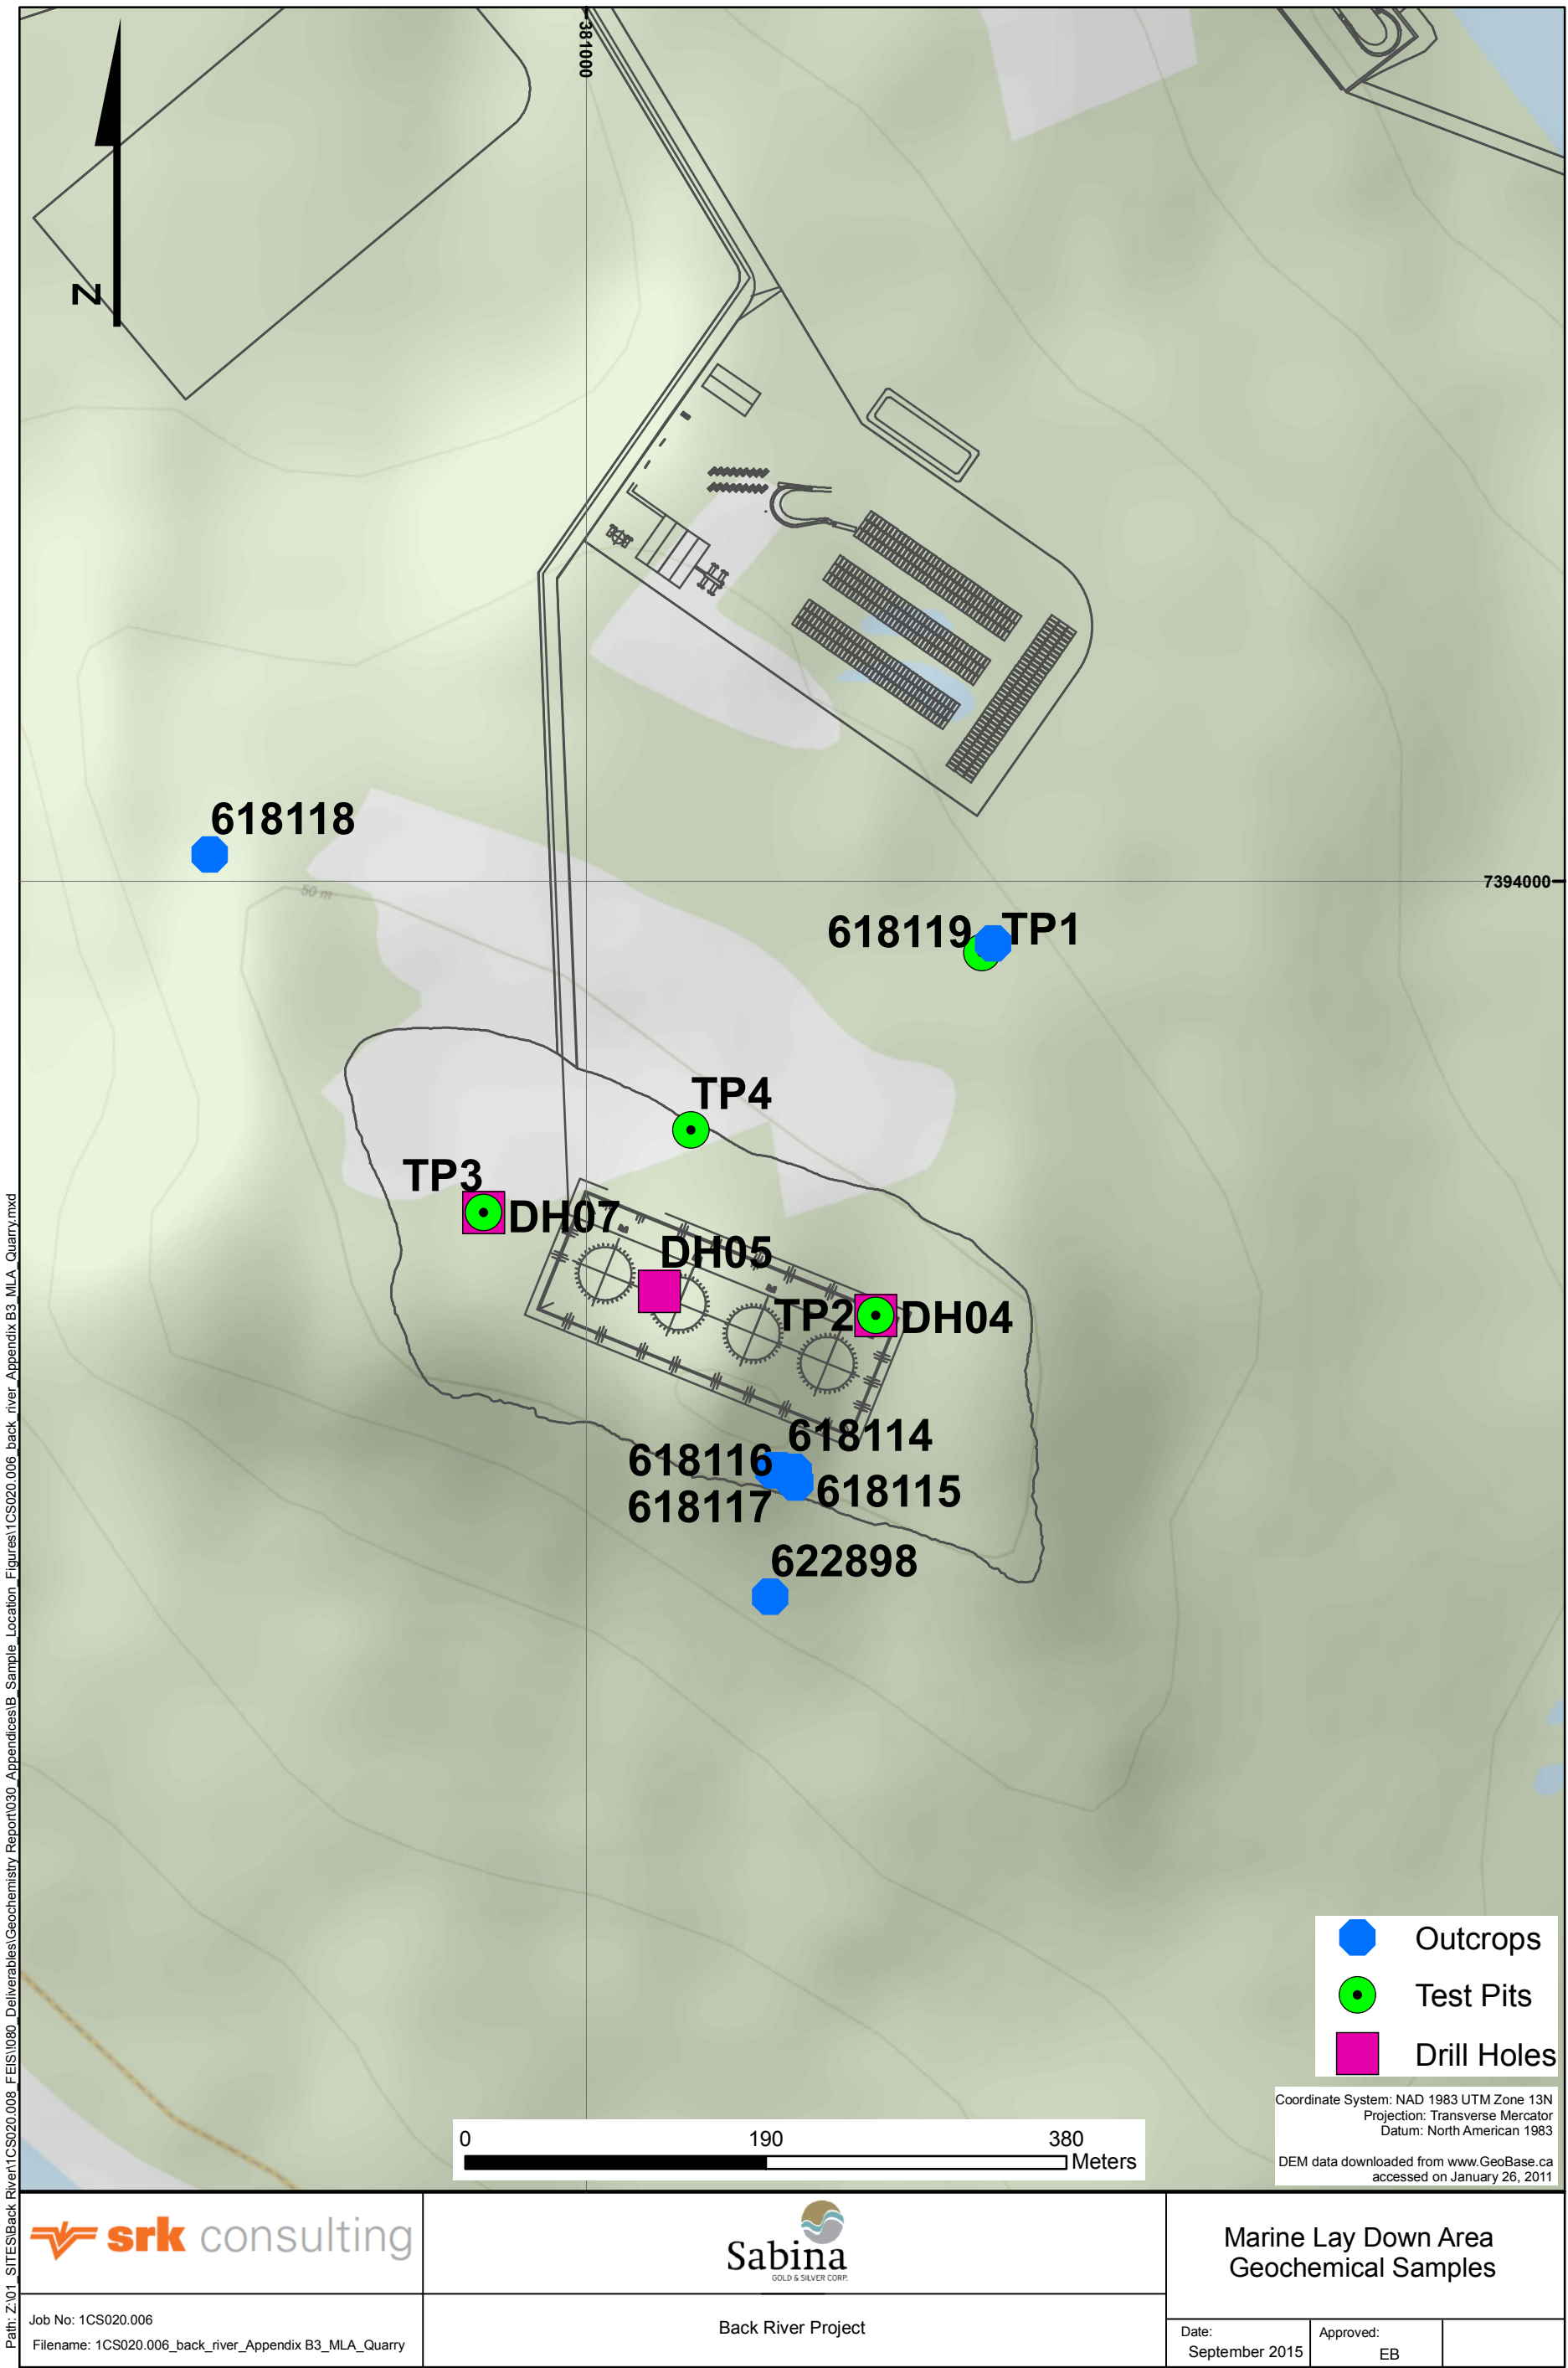 381000
N
618118
50 m
7394000
618119
TP1
TP4
TP3
DH07
DH05
TP2
DH04
618114
618116
618115
618117
622898
Outcrops
Test Pits
Drill Holes
Coordinate System: NAD 1983 UTM Zone 13N
Projection: Transverse Mercator
Datum: North American 1983
DEM data downloaded from www.GeoBase.ca
accessed on January 26, 2011
0 190 380
Meters
Path: Z:\01_SITES\Back River\1CS020.008_FEIS\!080_Deliverables\Geochemistry Report\030_Appendices\B_Sample_Location_Figures\1CS020.006_back_river_Appendix B3_MLA_Quarry.mxd
srk consulting
Job No: 1CS020.006
Filename: 1CS020.006_back_river_Appendix B3_MLA_Quarry
Sabina
GOLD & SILVER CORP.
Back River Project
Marine Lay Down Area
Geochemical Samples
Date:
September 2015
Approved:
EB